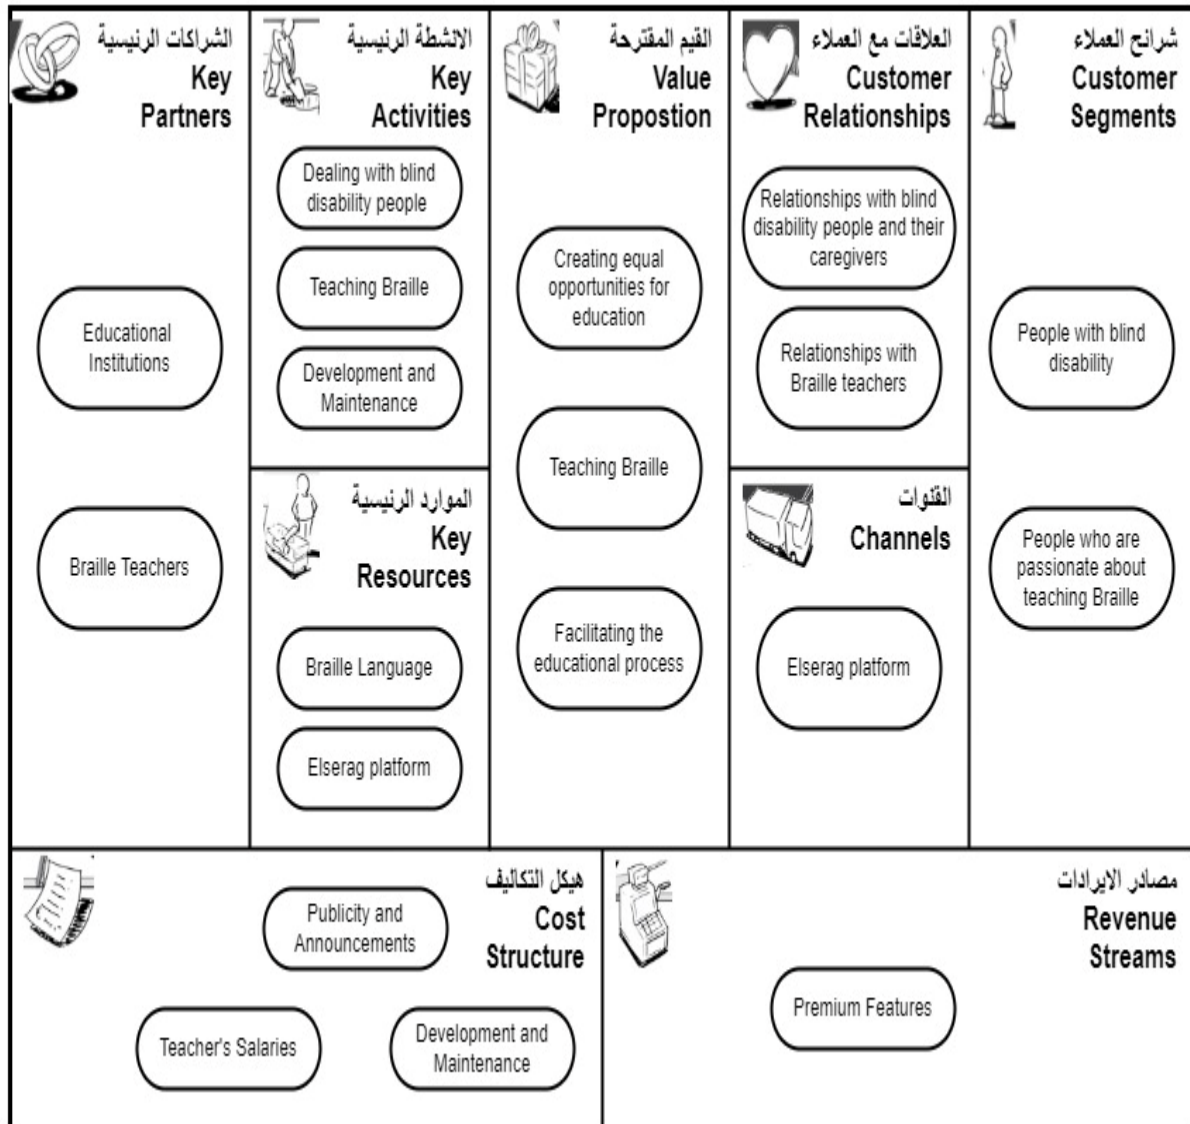 الشراكات الرئيسية
Key
Partners
Educational
Institutions
Braille Teachers
الانشطة الرئيسية
Key
Activities
Dealing with blind
disability people
Teaching Braille
Development and
Maintenance
الموارد الرئيسية
Key
Resources
Braille Language
Elserag platform
القيم المقترحة
Value
Propostion
Creating equal
opportunities for
education
Teaching Braille
Facilitating the
educational process
العلاقات مع العملاء
Customer
Relationships
Relationships with blind
disability people and their
caregivers
Relationships with
Braille teachers
القنوات
Channels
Elserag platform
شرائح العملاء
Customer
Segments
People with blind
disability
People who are
passionate about
teaching Braille
هيكل التكاليف
Cost
Structure
Publicity and
Announcements
Teacher's Salaries
Development and
Maintenance
مصادر الايرادات
Revenue
Streams
Premium Features